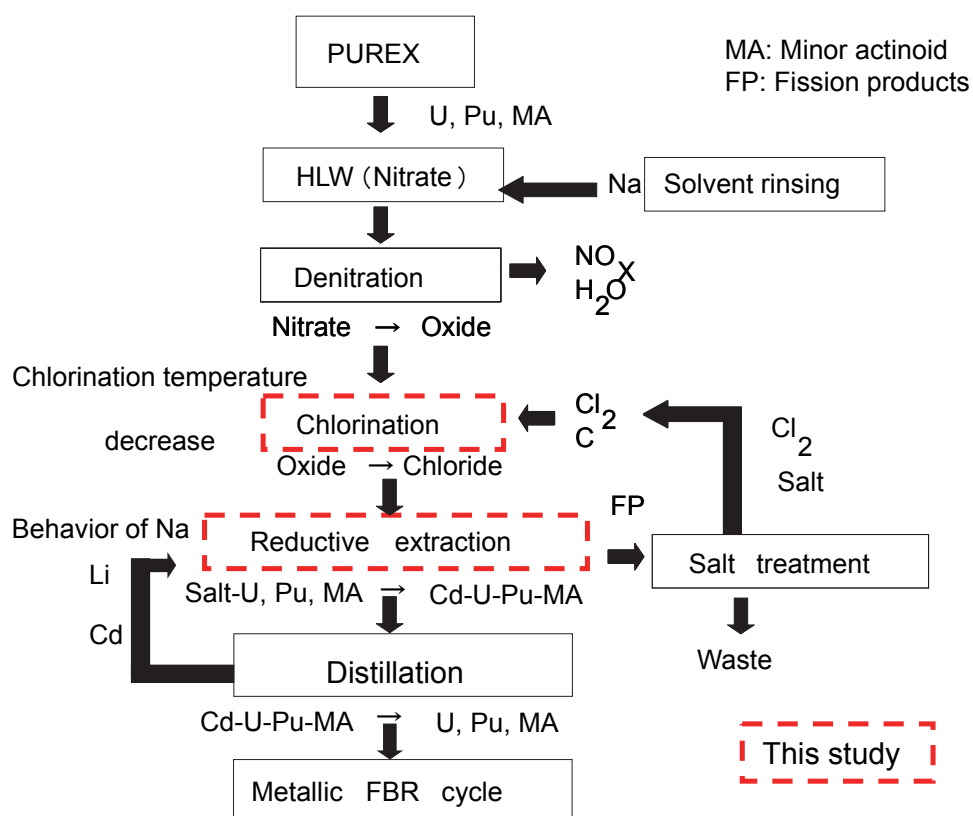 PUREX
MA: Minor actinoid
FP: Fission products
U, Pu, MA
HLW (Nitrate)
Na
Solvent rinsing
Denitration
NOX
H2O
Nitrate → Oxide
Chlorination temperature
decrease
Chlorination
Cl2
C
Cl2
Salt
Oxide → Chloride
FP
Behavior of Na
Reductive extraction
Salt treatment
Li
Cd
Salt-U, Pu, MA → Cd-U-Pu-MA
Waste
Distillation
Cd-U-Pu-MA → U, Pu, MA
This study
Metallic FBR cycle